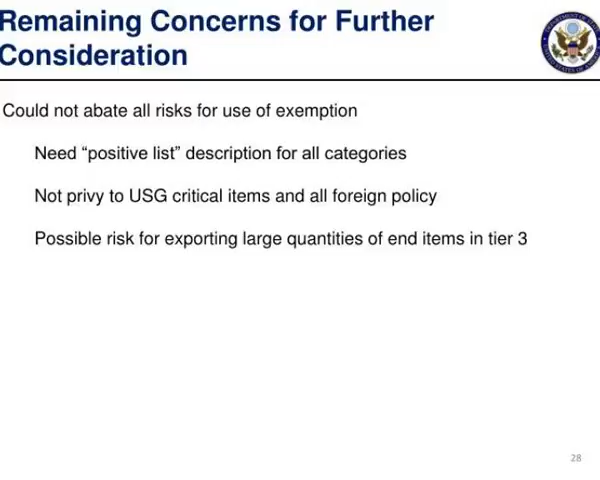 Remaining Concerns for Further
Consideration
Could not abate all risks for use of exemption
Need “positive list” description for all categories
Not privy to USG critical items and all foreign policy
Possible risk for exporting large quantities of end items in tier 3
28